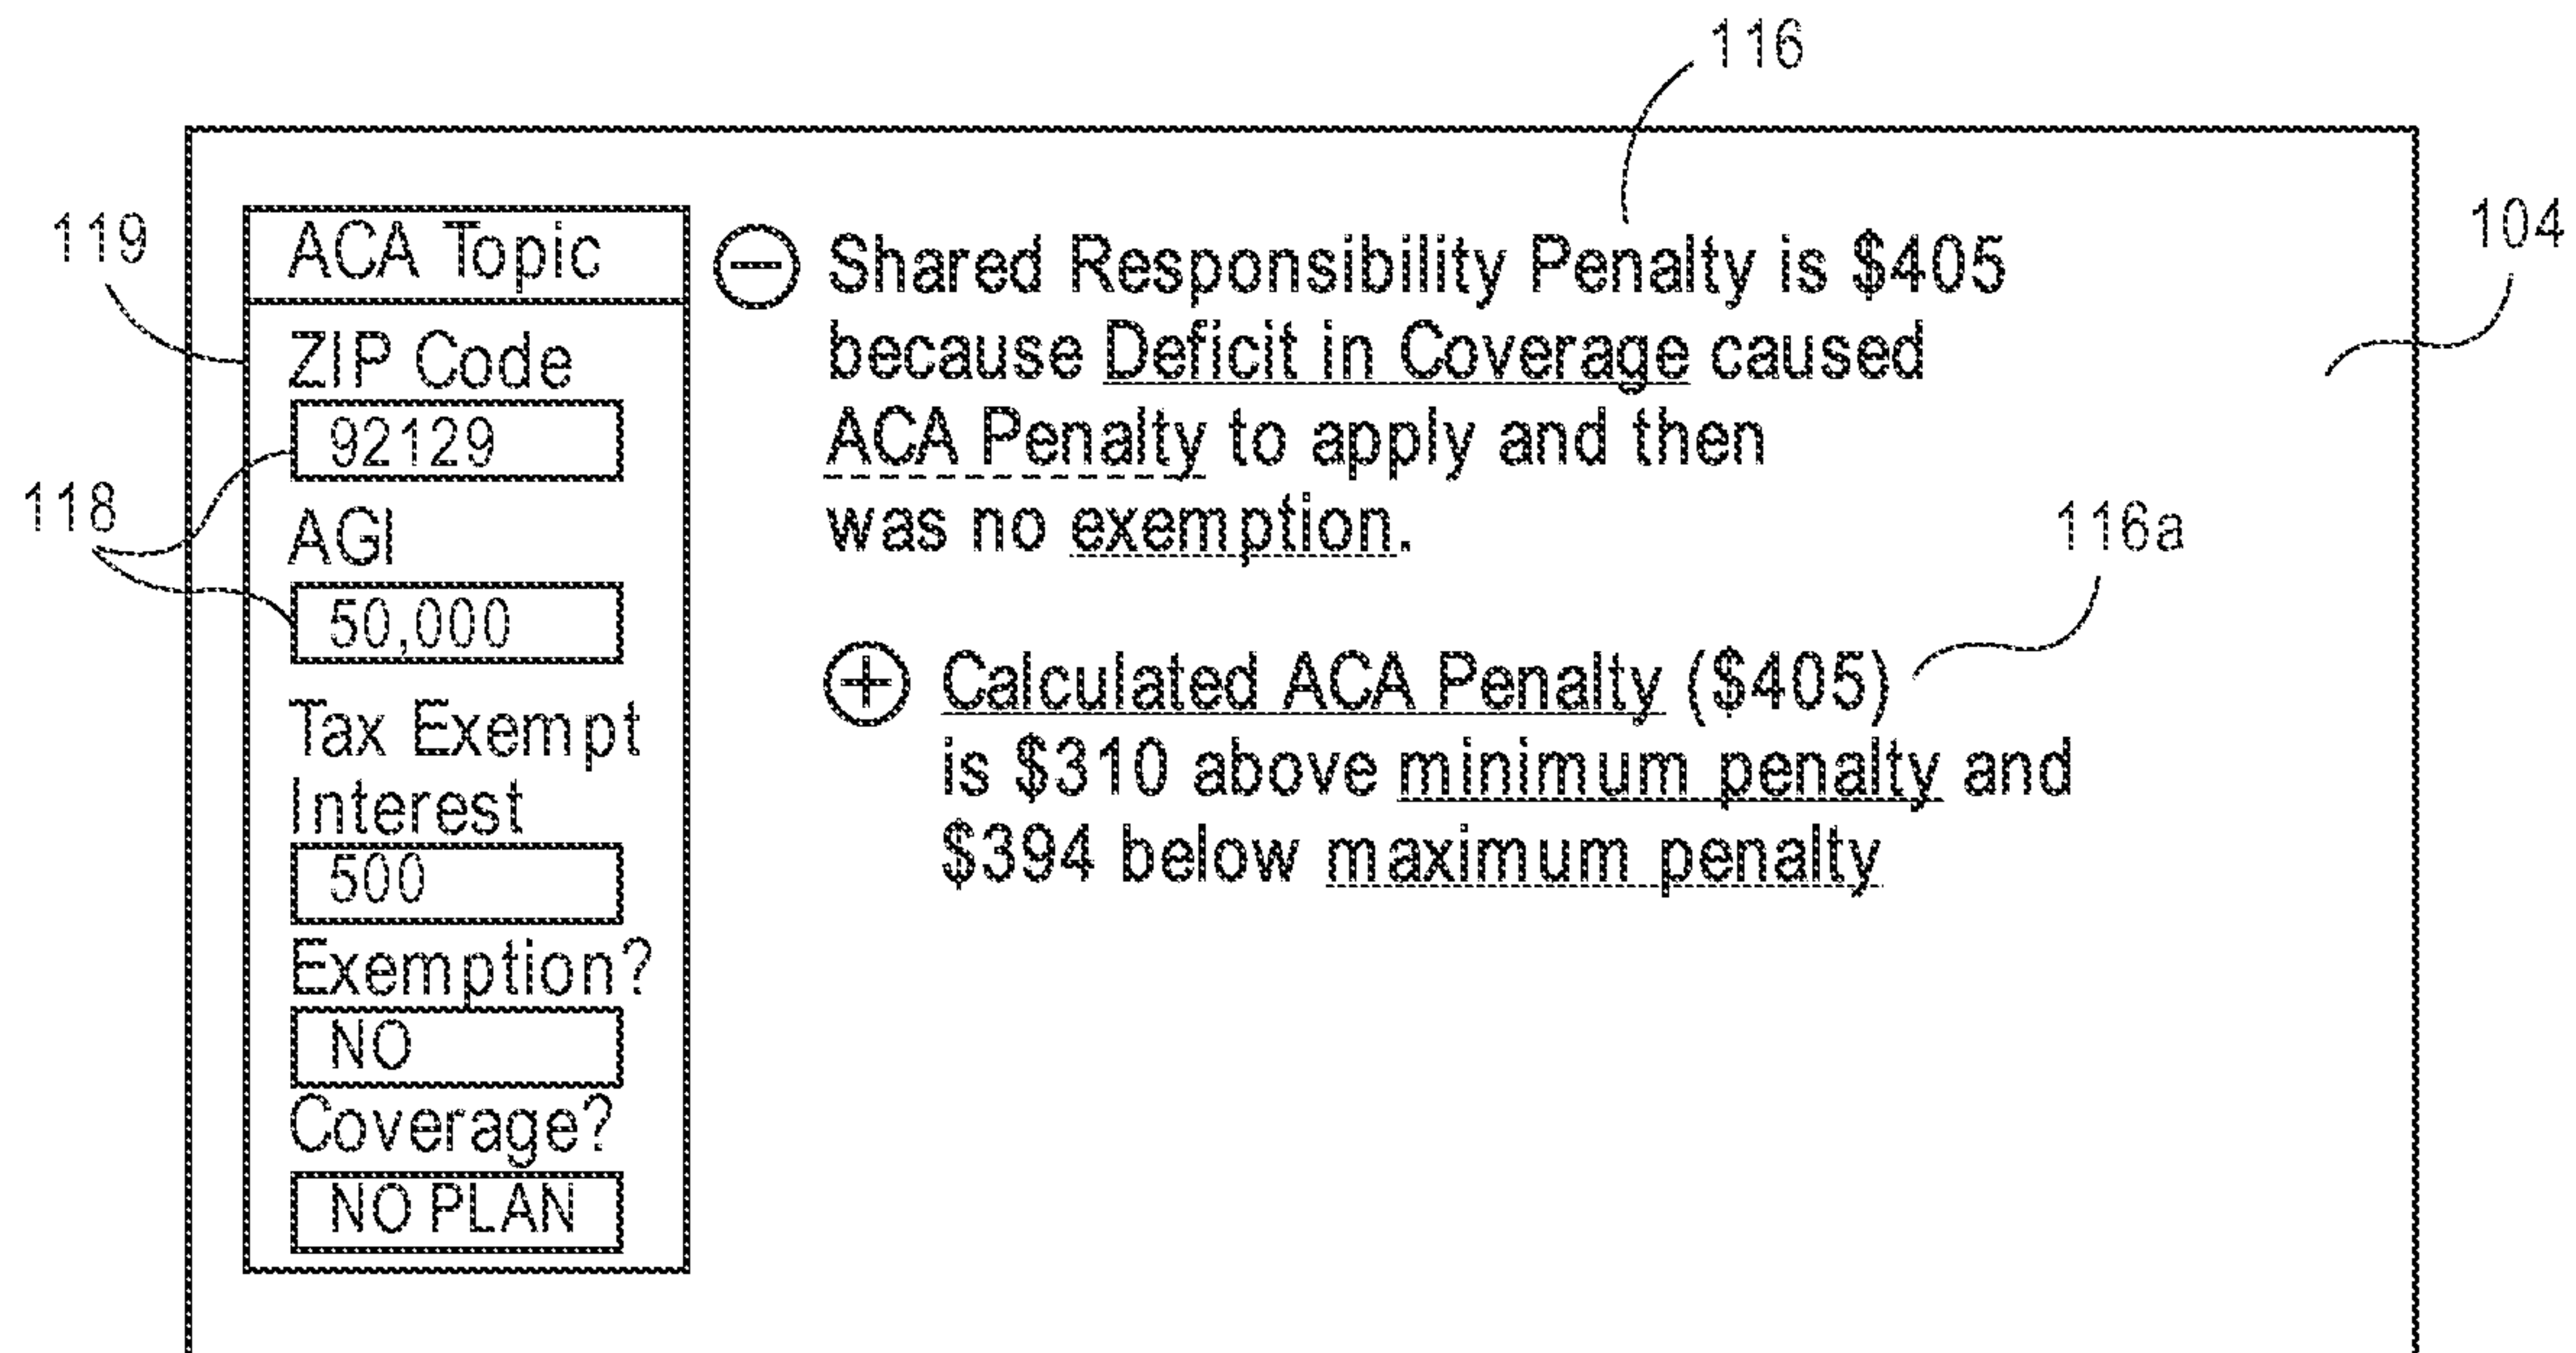 116
104
119
ACA Topic
ZIP Code
92129
118
AGI
50,000
Tax Exempt
Interest
500
Exemption?
NO
Coverage?
NO PLAN
Shared Responsibility Penalty is $405
because Deficit in Coverage caused
ACA Penalty to apply and then
was no exemption.
116a
Calculated ACA Penalty ($405)
is $310 above minimum penalty and
$394 below maximum penalty